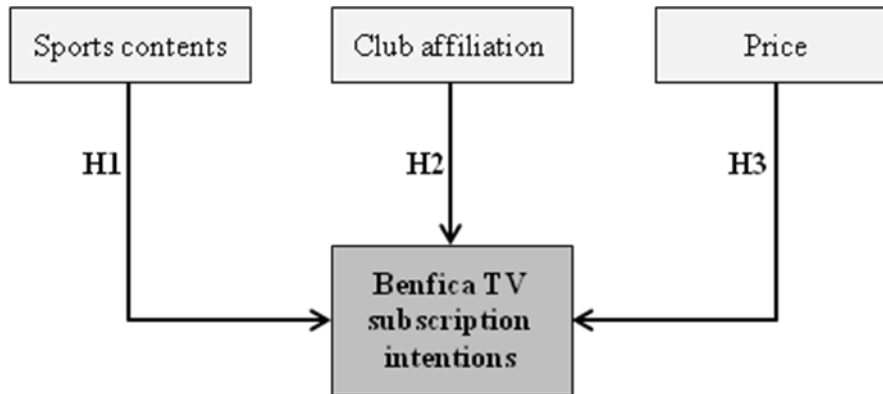 Sports contents
Club affiliation
Price
H1
H2
H3
Benfica TV
subscription
intentions